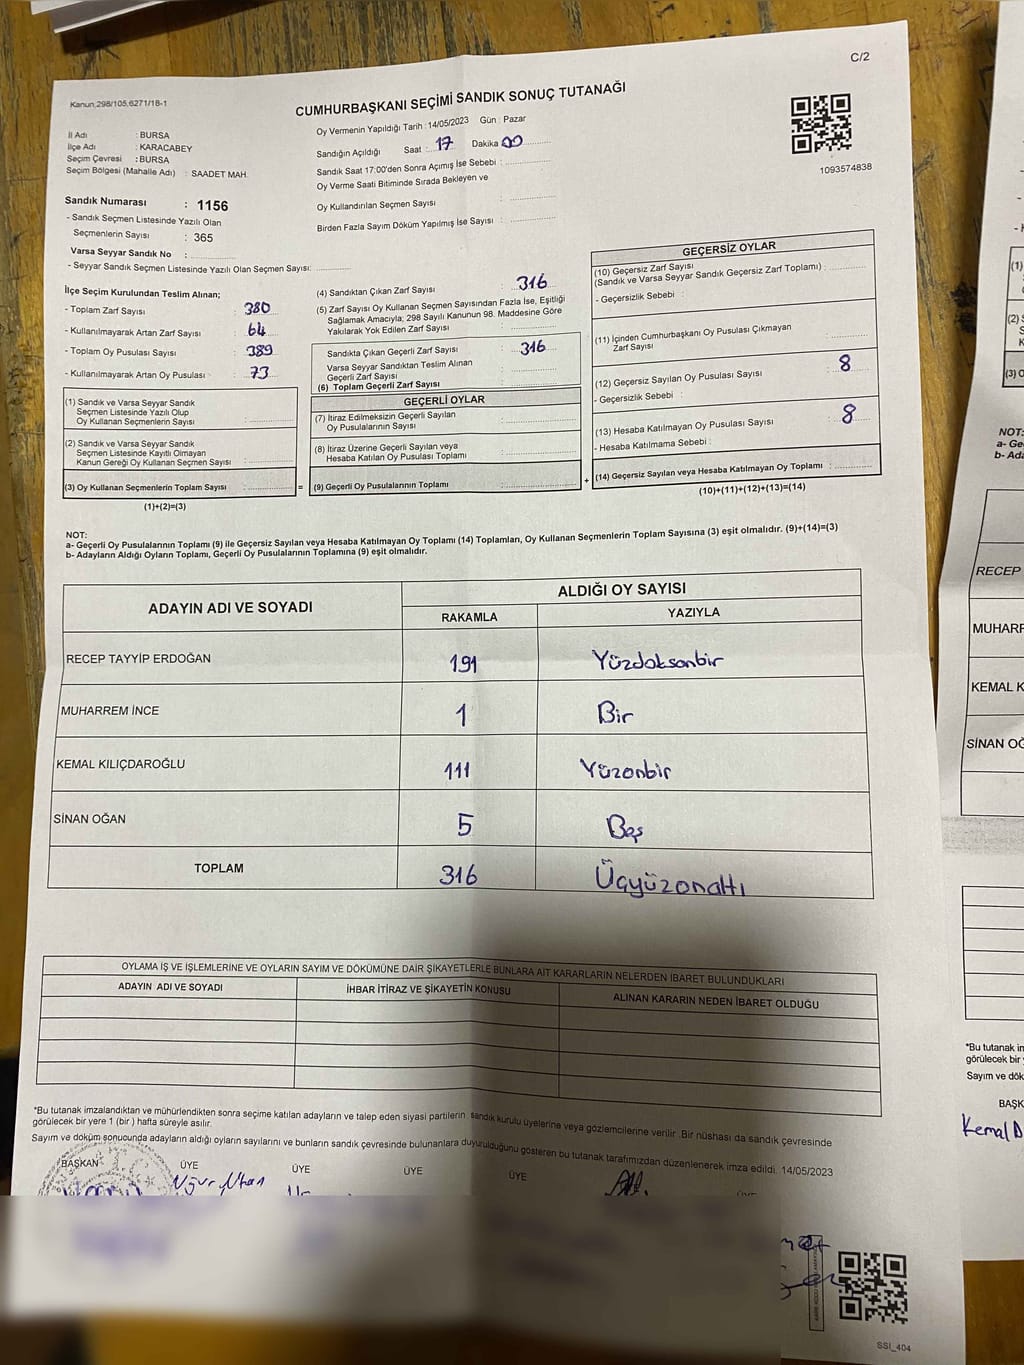 C/2
Kanun;298/105,6271/18-1
CUMHURBAŞKANI SEÇİMİ SANDIK SONUÇ TUTANAĞI
İl Adı : BURSA
İlçe Adı : KARACABEY
Seçim Çevresi : BURSA
Seçim Bölgesi (Mahalle Adı) : SAADET MAH.
Oy Vermenin Yapıldığı Tarih : 14/05/2023 Gün : Pazar
Sandığın Açıldığı Saat : 17 Dakika 00
Sandık Saat 17:00'den Sonra Açımış İse Sebebi :
Oy Verme Saati Bitiminde Sırada Bekleyen ve
Oy Kullandırılan Seçmen Sayısı :
Birden Fazla Sayım Döküm Yapılmış İse Sayısı :
1093574838
Sandık Numarası : 1156
- Sandık Seçmen Listesinde Yazılı Olan
Seçmenlerin Sayısı : 365
Varsa Seyyar Sandık No :
- Seyyar Sandık Seçmen Listesinde Yazılı Olan Seçmen Sayısı:
İlçe Seçim Kurulundan Teslim Alınan;
- Toplam Zarf Sayısı : 380
- Kullanılmayarak Artan Zarf Sayısı : 64
- Toplam Oy Pusulası Sayısı : 389
- Kullanılmayarak Artan Oy Pusulası : 73
(1) Sandık ve Varsa Seyyar Sandık
Seçmen Listesinde Yazılı Olup
Oy Kullanan Seçmenlerin Sayısı :
(2) Sandık ve Varsa Seyyar Sandık
Seçmen Listesinde Kayıtlı Olmayan
Kanun Gereği Oy Kullanan Seçmen Sayısı :
(3) Oy Kullanan Seçmenlerin Toplam Sayısı :
(1)+(2)=(3)
=
(4) Sandıktan Çıkan Zarf Sayısı : 316
(5) Zarf Sayısı Oy Kullanan Seçmen Sayısından Fazla İse, Eşitliği
Sağlamak Amacıyla; 298 Sayılı Kanunun 98. Maddesine Göre
Yakılarak Yok Edilen Zarf Sayısı :
Sandıkta Çıkan Geçerli Zarf Sayısı : 316
Varsa Seyyar Sandıktan Teslim Alınan
Geçerli Zarf Sayısı :
(6) Toplam Geçerli Zarf Sayısı :
GEÇERLİ OYLAR
(7) İtiraz Edilmeksizin Geçerli Sayılan
Oy Pusulalarının Sayısı :
(8) İtiraz Üzerine Geçerli Sayılan veya
Hesaba Katılan Oy Pusulası Toplamı :
(9) Geçerli Oy Pusulalarının Toplamı :
+
GEÇERSİZ OYLAR
(10) Geçersiz Zarf Sayısı
(Sandık ve Varsa Seyyar Sandık Geçersiz Zarf Toplamı) :
- Geçersizlik Sebebi :
(11) İçinden Cumhurbaşkanı Oy Pusulası Çıkmayan
Zarf Sayısı :
(12) Geçersiz Sayılan Oy Pusulası Sayısı : 8
- Geçersizlik Sebebi :
(13) Hesaba Katılmayan Oy Pusulası Sayısı : 8
- Hesaba Katılmama Sebebi :
(14) Geçersiz Sayılan veya Hesaba Katılmayan Oy Toplamı :
(10)+(11)+(12)+(13)=(14)
NOT:
a- Geçerli Oy Pusulalarının Toplamı (9) ile Geçersiz Sayılan veya Hesaba Katılmayan Oy Toplamı (14) Toplamları, Oy Kullanan Seçmenlerin Toplam Sayısına (3) eşit olmalıdır. (9)+(14)=(3)
b- Adayların Aldığı Oyların Toplamı, Geçerli Oy Pusulalarının Toplamına (9) eşit olmalıdır.
ADAYIN ADI VE SOYADI
ALDIĞI OY SAYISI
RAKAMLA YAZIYLA
RECEP TAYYİP ERDOĞAN 191 Yüzdoksanbir
MUHARREM İNCE 1 Bir
KEMAL KILIÇDAROĞLU 111 Yüzonbir
SİNAN OĞAN 5 Beş
TOPLAM 316 Üçyüzonaltı
OYLAMA İŞ VE İŞLEMLERİNE VE OYLARIN SAYIM VE DÖKÜMÜNE DAİR ŞİKAYETLERLE BUNLARA AİT KARARLARIN NELERDEN İBARET BULUNDUKLARI
ADAYIN ADI VE SOYADI İHBAR İTİRAZ VE ŞİKAYETİN KONUSU ALINAN KARARIN NEDEN İBARET OLDUĞU
*Bu tutanak imzalandıktan ve mühürlendikten sonra seçime katılan adayların ve talep eden siyasi partilerin sandık kurulu üyelerine veya gözlemcilerine verilir .Bir nüshası da sandık çevresinde
görülecek bir yere 1 (bir ) hafta süreyle asılır.
Sayım ve döküm sonucunda adayların aldığı oyların sayılarını ve bunların sandık çevresinde bulunanlara duyurulduğunu gösteren bu tutanak tarafımızdan düzenlenerek imza edildi. 14/05/2023
BAŞKAN ÜYE ÜYE ÜYE ÜYE
SSİ_404
(1)
(2)
(3)
NOT:
a- Ge
b- Ada
RECEP
MUHARR
KEMAL K
SİNAN OĞ
*Bu tutanak im
görülecek bir
Sayım ve dök
BAŞK
Kemal